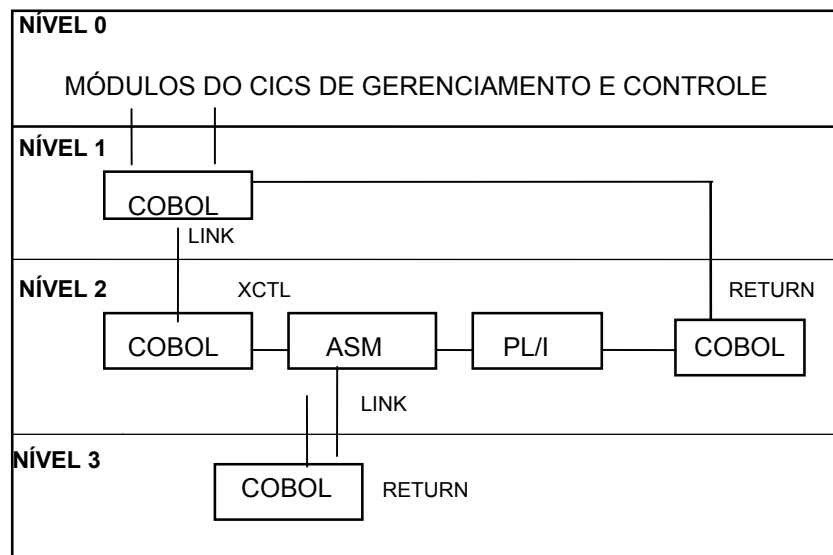 NÍVEL 0
MÓDULOS DO CICS DE GERENCIAMENTO E CONTROLE
NÍVEL 1
COBOL
LINK
NÍVEL 2
XCTL
RETURN
COBOL
ASM
PL/I
COBOL
LINK
NÍVEL 3
COBOL
RETURN